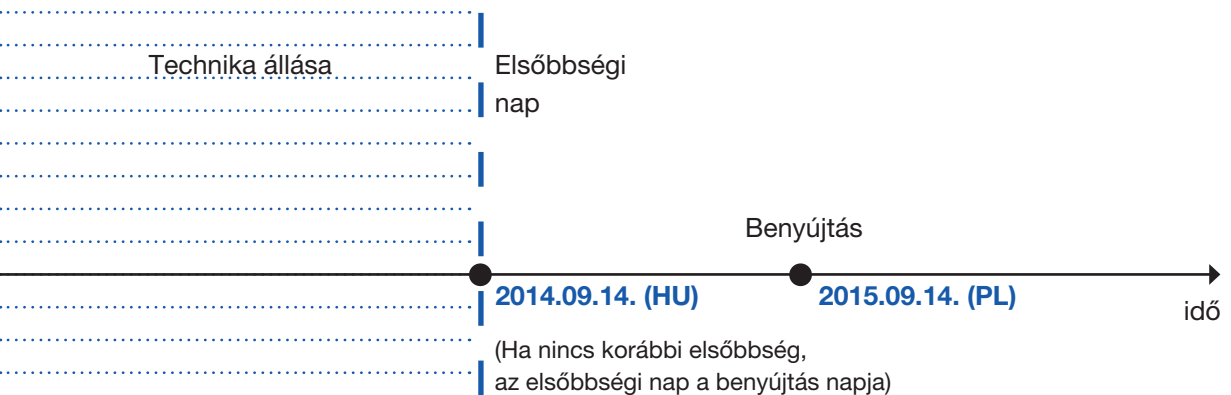 Technika állása
Elsőbbségi
nap
Benyújtás
2014.09.14. (HU)
2015.09.14. (PL)
idő
(Ha nincs korábbi elsőbbség,
az elsőbbségi nap a benyújtás napja)